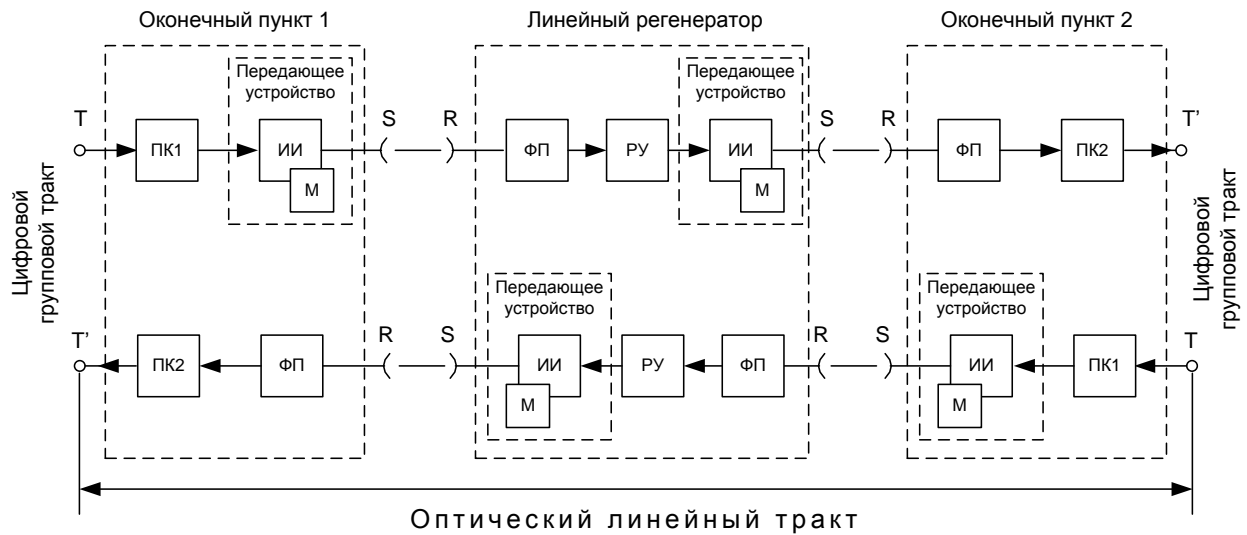 Оконечный пункт 1
Линейный регенератор
Оконечный пункт 2
Передающее
устройство
Передающее
устройство
T
S
R
S
R
T’
ПК1
ИИ
М
ФП
РУ
ИИ
М
ФП
ПК2
Цифровой
групповой тракт
Цифровой
групповой тракт
Передающее
устройство
Передающее
устройство
T’
R
S
R
S
T
ПК2
ФП
ИИ
М
РУ
ФП
ИИ
М
ПК1
Оптический линейный тракт